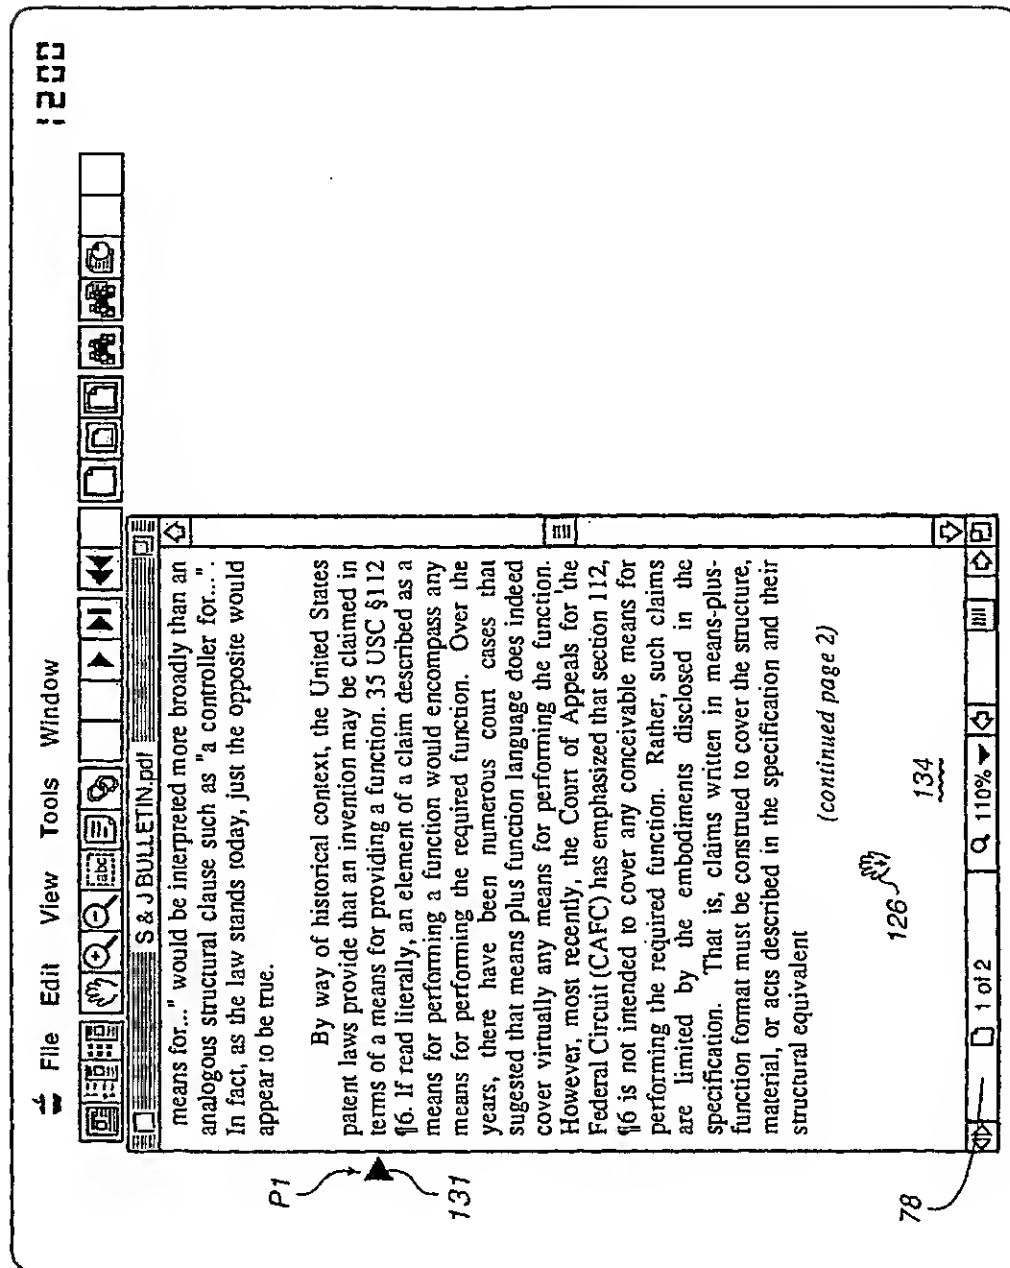 1200
File Edit View Tools Window
abc
S & J BULLETIN.pdf
means for..." would be interpreted more broadly than an
analogous structural clause such as "a controller for...".
In fact, as the law stands today, just the opposite would
appear to be true.
By way of historical context, the United States
patent laws provide that an invention may be claimed in
terms of a means for providing a function. 35 USC §112
¶6. If read literally, an element of a claim described as a
means for performing a function would encompass any
means for performing the required function. Over the
years, there have been numerous court cases that
suggested that means plus function language does indeed
cover virtually any means for performing the function.
However, most recently, the Court of Appeals for the
Federal Circuit (CAFC) has emphasized that section 112,
¶6 is not intended to cover any conceivable means for
performing the required function. Rather, such claims
are limited by the embodiments disclosed in the
specification. That is, claims written in means-plus-
function format must be construed to cover the structure,
material, or acts described in the specification and their
structural equivalent
(continued page 2)
P1
131
126
134
78
1 of 2
110%